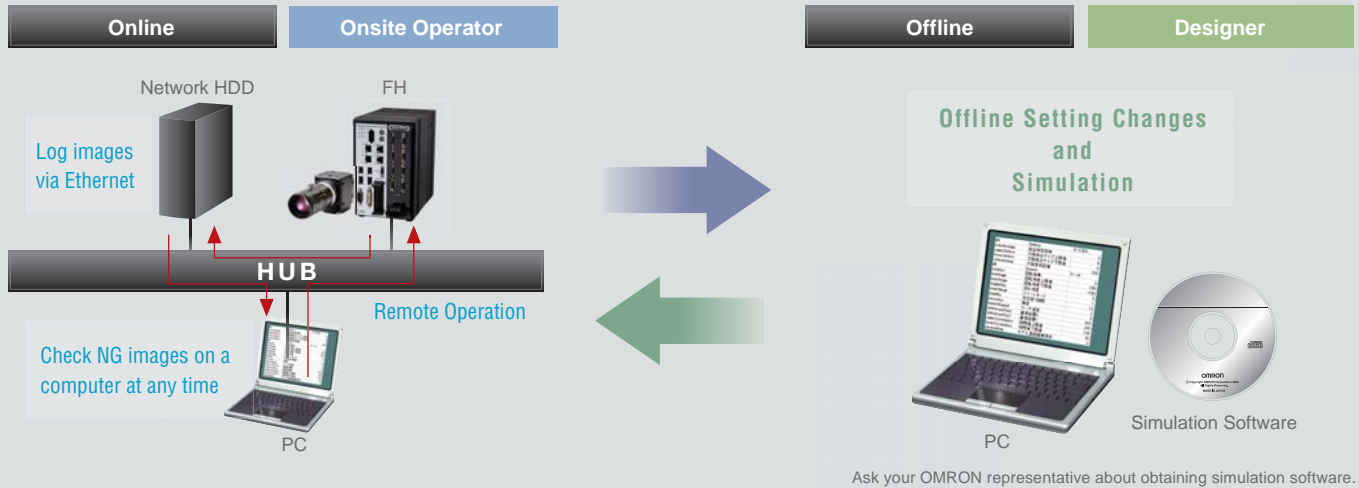 Online
Onsite Operator
Network HDD
FH
Log images
via Ethernet
HUB
Remote Operation
Check NG images on a
computer at any time
PC
Offline
Designer
Offline Setting Changes
and
Simulation
OMRON
PC
Simulation Software
Ask your OMRON representative about obtaining simulation software.